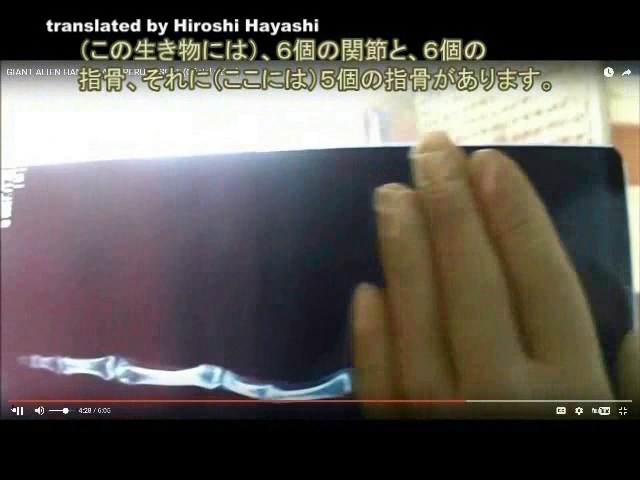 translated by Hiroshi Hayashi
（この生き物には）、６個の関節と、６個の
GIANT ALIEN HAN
指骨、それに（ここには）５個の指骨があります。
4:28 / 6:05